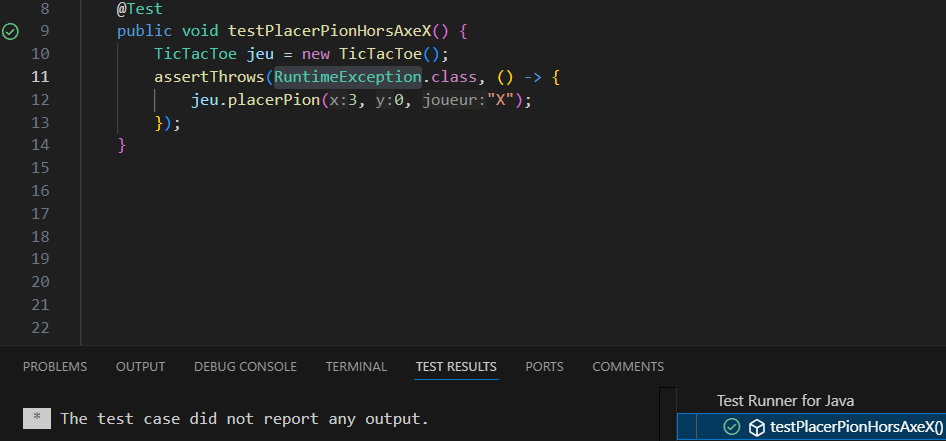 8 @Test
9 public void testPlacerPionHorsAxeX() {
10 TicTacToe jeu = new TicTacToe();
11 assertThrows(RuntimeException.class, () -> {
12 jeu.placerPion(x:3, y:0, joueur:"X");
13 });
14 }
15
16
17
18
19
20
21
22
PROBLEMS OUTPUT DEBUG CONSOLE TERMINAL TEST RESULTS PORTS COMMENTS
* The test case did not report any output.
Test Runner for Java
testPlacerPionHorsAxeX()